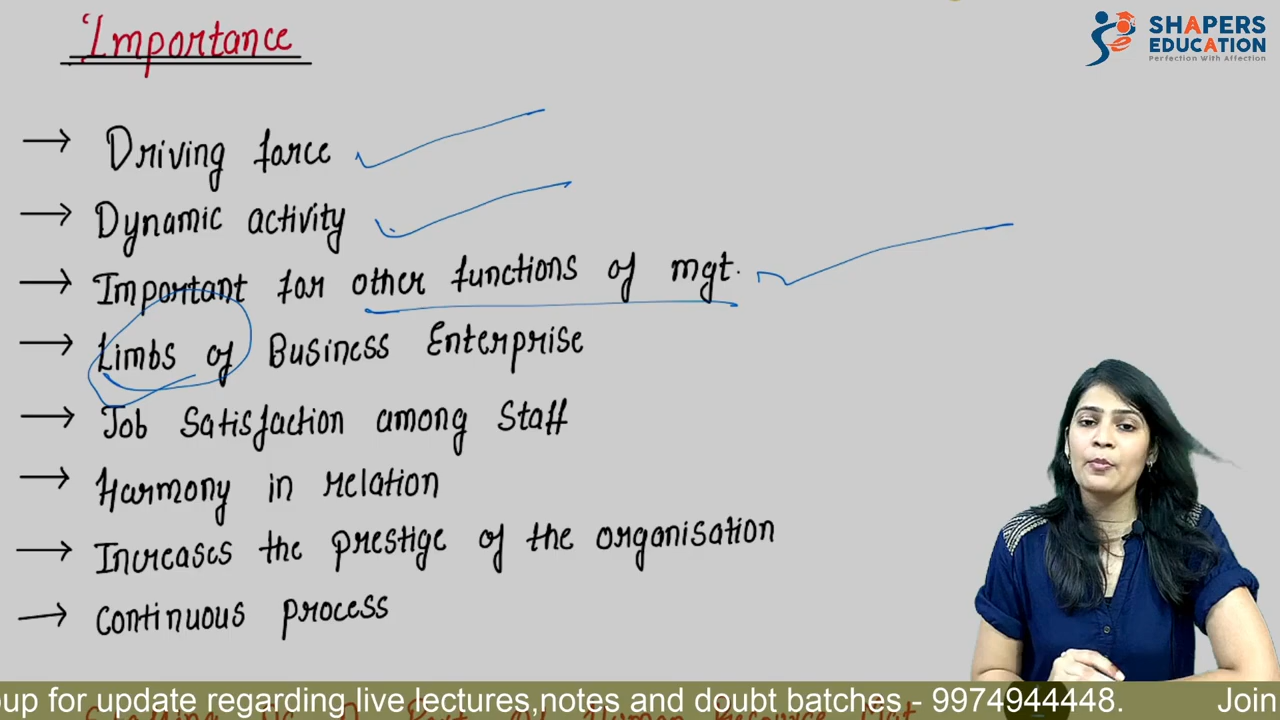 Importance
SHAPERS
EDUCATION
Perfection With Affection
→ Driving force
→ Dynamic activity
→ Important for other functions of mgt.
→ Limbs of Business Enterprise
→ Job Satisfaction among Staff
→ Harmony in relation
→ Increases the prestige of the organisation
→ continuous process
oup for update regarding live lectures,notes and doubt batches - 9974944448. Join